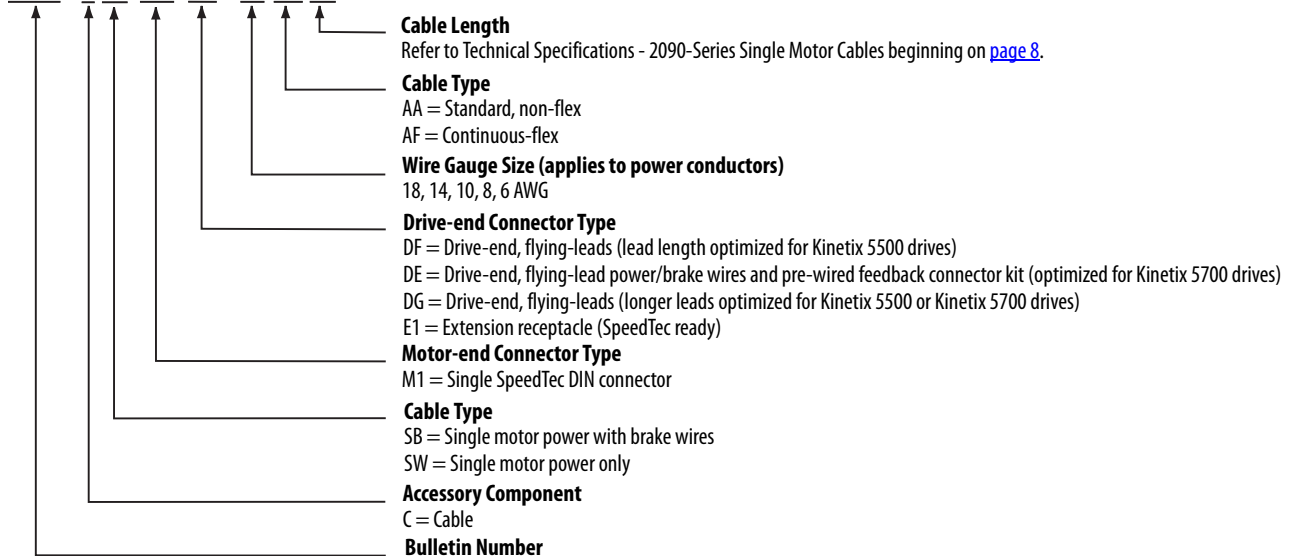 Cable Length
Refer to Technical Specifications - 2090-Series Single Motor Cables beginning on page 8.
Cable Type
AA = Standard, non-flex
AF = Continuous-flex
Wire Gauge Size (applies to power conductors)
18, 14, 10, 8, 6 AWG
Drive-end Connector Type
DF = Drive-end, flying-leads (lead length optimized for Kinetix 5500 drives)
DE = Drive-end, flying-lead power/brake wires and pre-wired feedback connector kit (optimized for Kinetix 5700 drives)
DG = Drive-end, flying-leads (longer leads optimized for Kinetix 5500 or Kinetix 5700 drives)
E1 = Extension receptacle (SpeedTec ready)
Motor-end Connector Type
M1 = Single SpeedTec DIN connector
Cable Type
SB = Single motor power with brake wires
SW = Single motor power only
Accessory Component
C = Cable
Bulletin Number